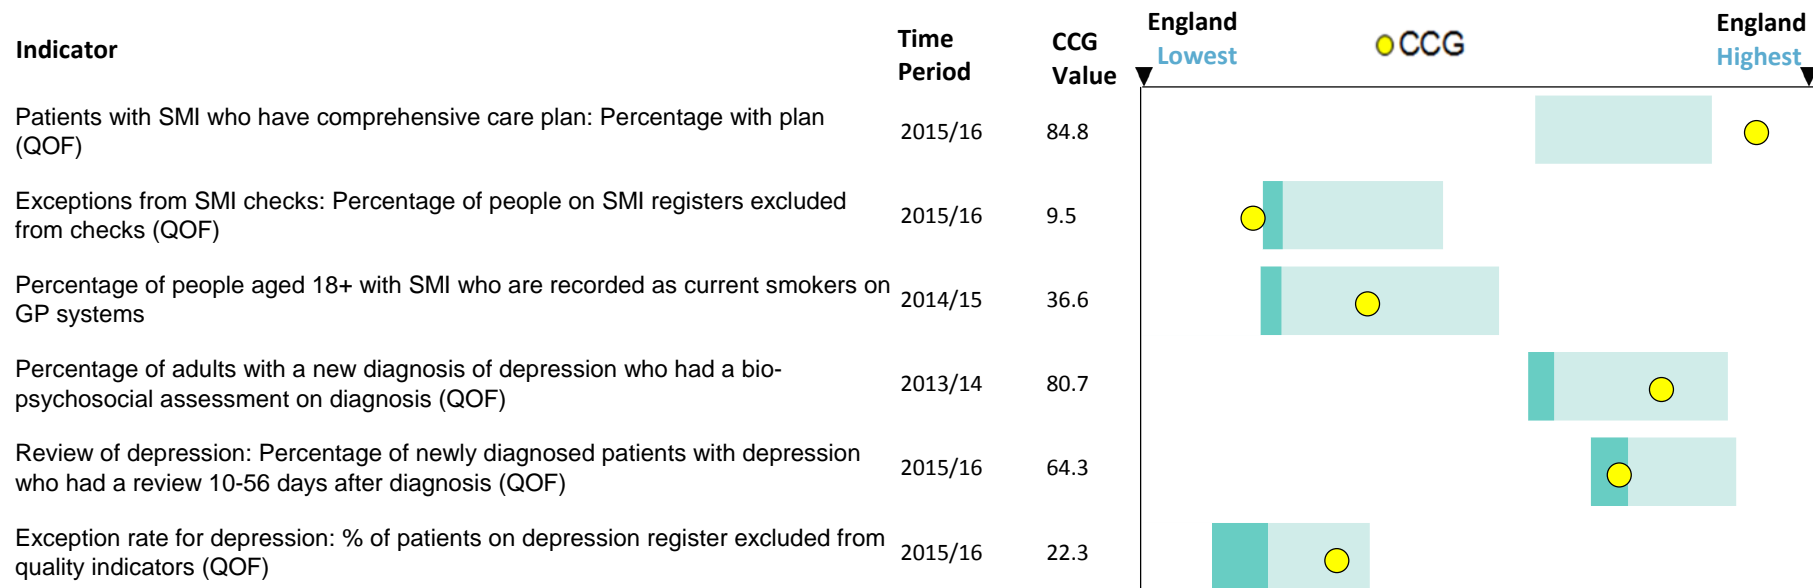 Indicator
Time
Period
CCG
Value
England
Lowest
CCG
England
Highest
Patients with SMI who have comprehensive care plan: Percentage with plan
(QOF)
2015/16
84.8
Exceptions from SMI checks: Percentage of people on SMI registers excluded
from checks (QOF)
2015/16
9.5
Percentage of people aged 18+ with SMI who are recorded as current smokers on
GP systems
2014/15
36.6
Percentage of adults with a new diagnosis of depression who had a bio-
psychosocial assessment on diagnosis (QOF)
2013/14
80.7
Review of depression: Percentage of newly diagnosed patients with depression
who had a review 10-56 days after diagnosis (QOF)
2015/16
64.3
Exception rate for depression: % of patients on depression register excluded from
quality indicators (QOF)
2015/16
22.3